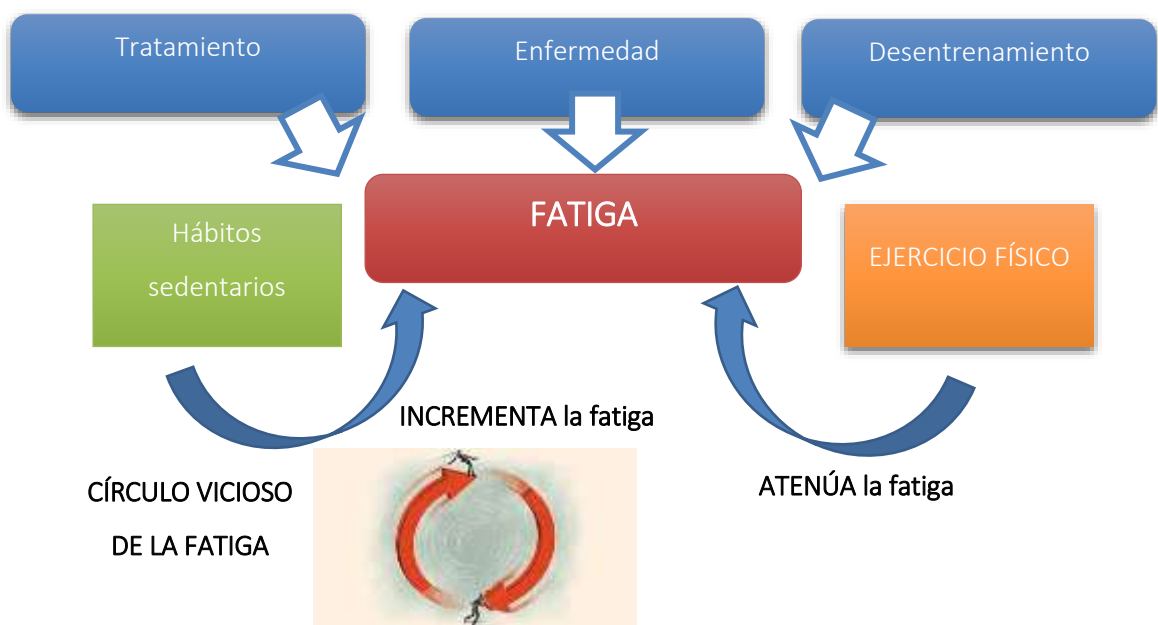 Tratamiento
Enfermedad
Desentrenamiento
FATIGA
Hábitos
sedentarios
EJERCICIO FÍSICO
INCREMENTA la fatiga
CÍRCULO VICIOSO
DE LA FATIGA
ATENÚA la fatiga